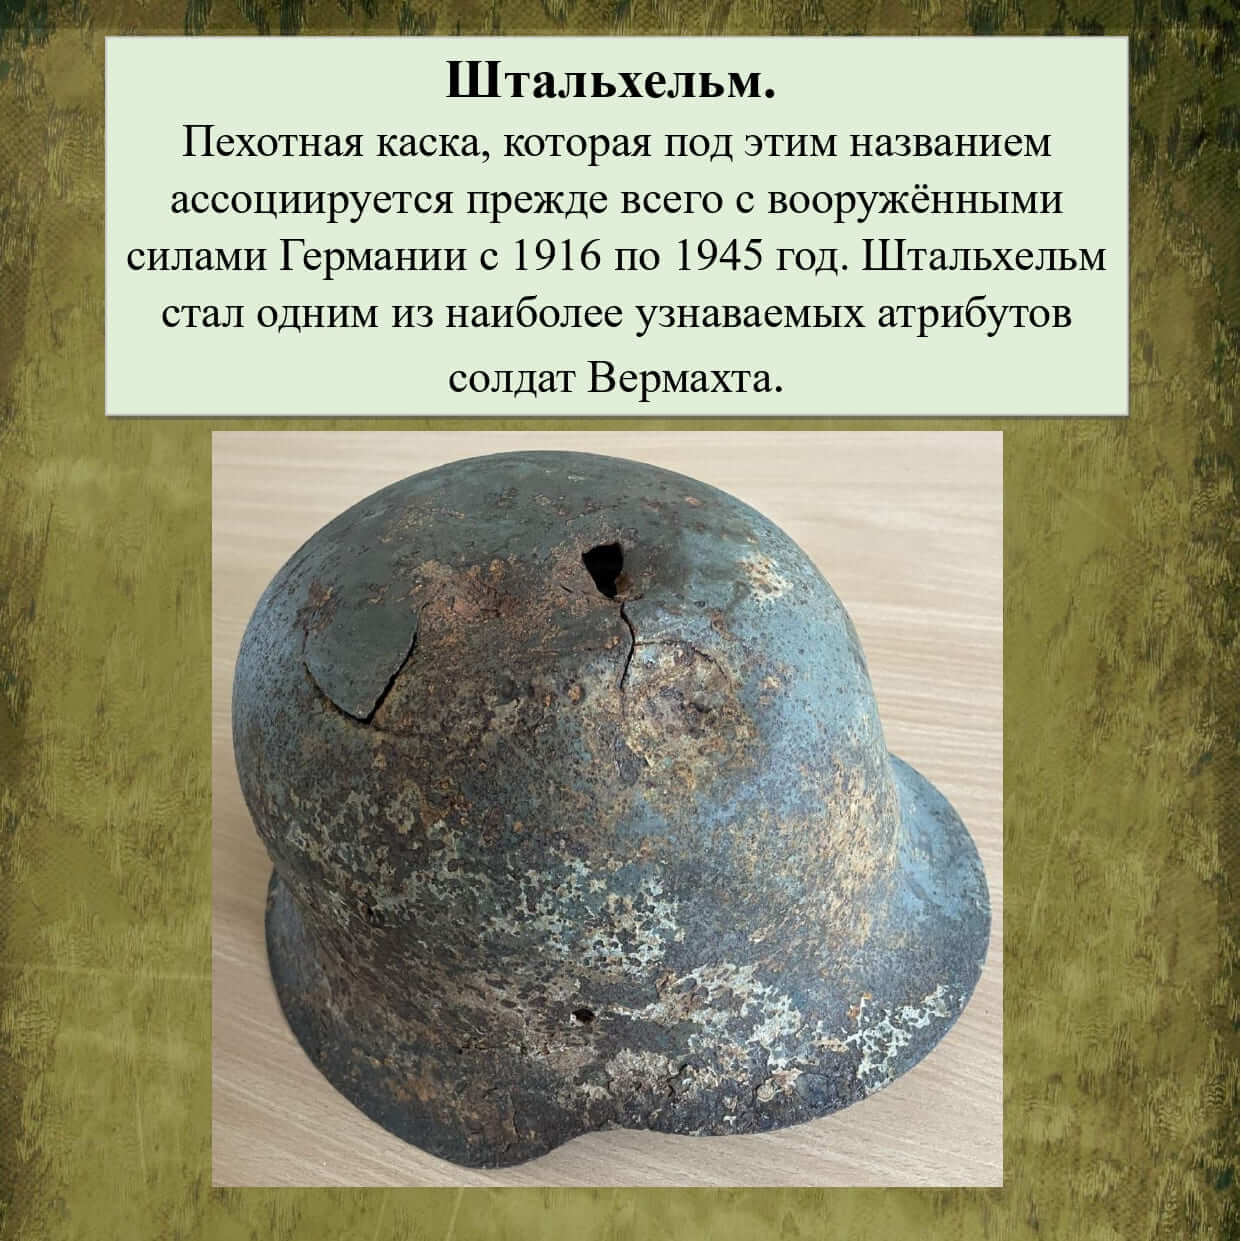 Штальхельм.
Пехотная каска, которая под этим названием
ассоциируется прежде всего с вооружёнными
силами Германии с 1916 по 1945 год. Штальхельм
стал одним из наиболее узнаваемых атрибутов
солдат Вермахта.